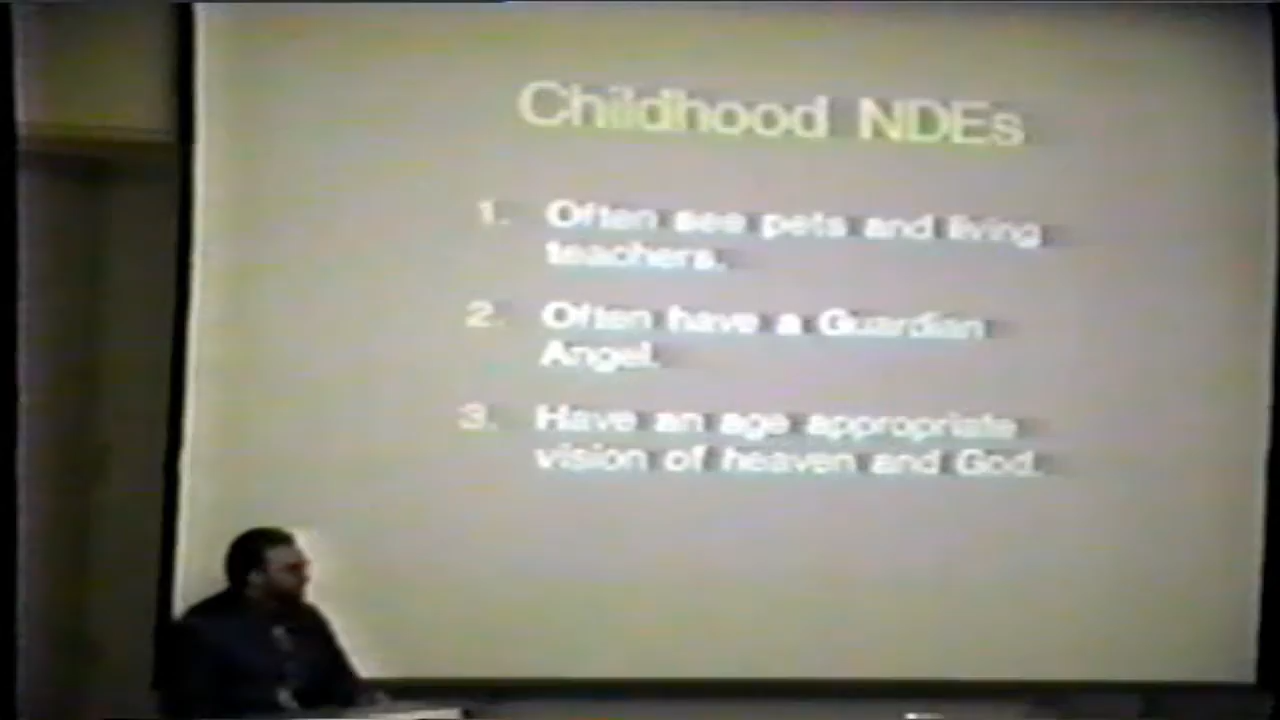 Childhood NDEs
1. Often see pets and living
teachers.
2. Often have a Guardian
Angel.
3. Have an age appropriate
vision of heaven and God.